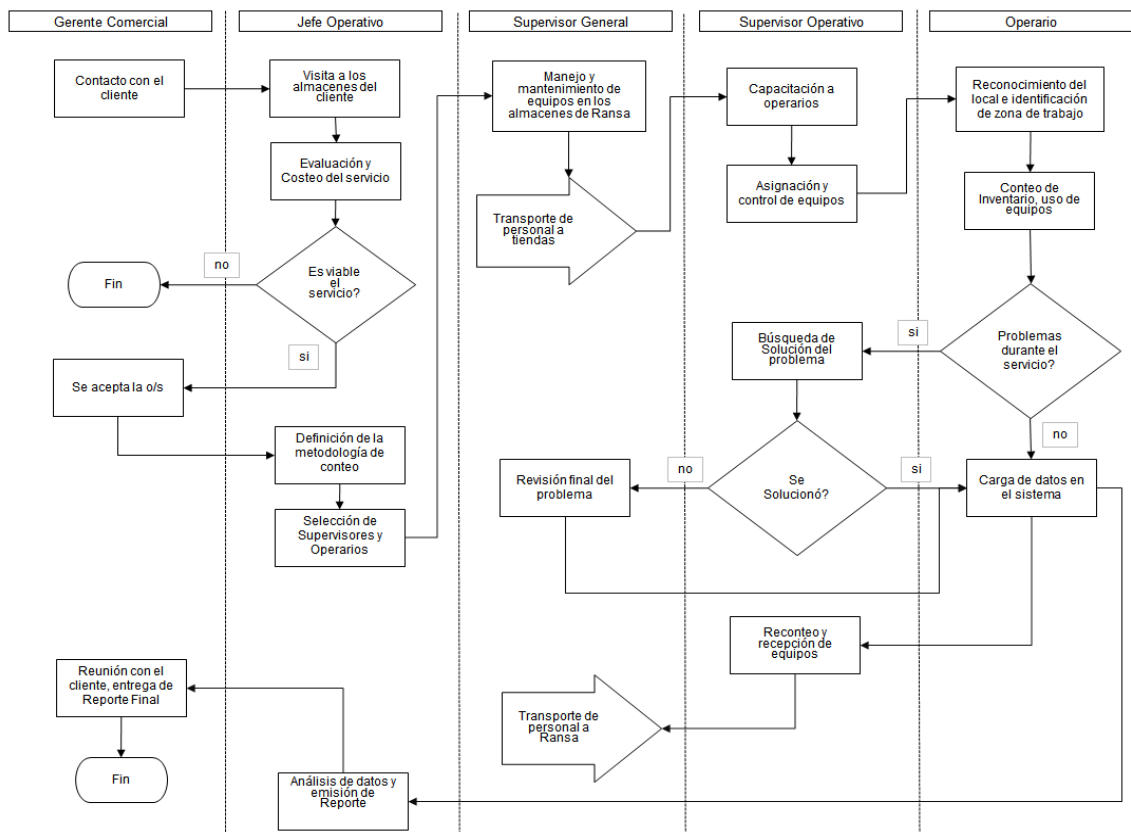 Gerente Comercial
Jefe Operativo
Supervisor General
Supervisor Operativo
Operario
Contacto con el
cliente
Visita a los
almacenes del
cliente
Manejo y
mantenimiento de
equipos en los
almacenes de Ransa
Capacitación a
operarios
Reconocimiento del
local e identificación
de zona de trabajo
Evaluación y
Costeo del servicio
Transporte de
personal a
tiendas
Asignación y
control de equipos
Conteo de
Inventario, uso de
equipos
Es viable
el
servicio?
no
Fin
si
Se acepta la o/s
Problemas
durante el
servicio?
si
Búsqueda de
Solución del
problema
no
Definición de la
metodología de
conteo
Selección de
Supervisores y
Operarios
Se
Solucionó?
no
Revisión final del
problema
si
Carga de datos en
el sistema
Reconteo y
recepción de
equipos
Transporte de
personal a
Ransa
Reunión con el
cliente, entrega de
Reporte Final
Fin
Análisis de datos y
emisión de
Reporte